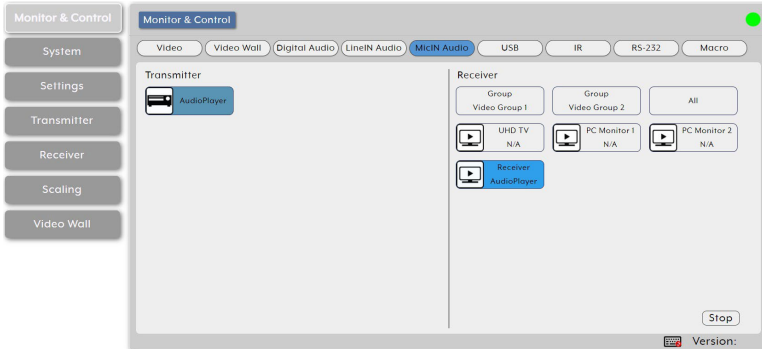 Monitor & Control
System
Settings
Transmitter
Receiver
Scaling
Video Wall
Monitor & Control
Video
Video Wall
Digital Audio
LineIN Audio
MicIN Audio
USB
IR
RS-232
Macro
Transmitter
AudioPlayer
Receiver
Group
Video Group 1
Group
Video Group 2
All
UHD TV
N/A
PC Monitor 1
N/A
PC Monitor 2
N/A
Receiver
AudioPlayer
Stop
Version: